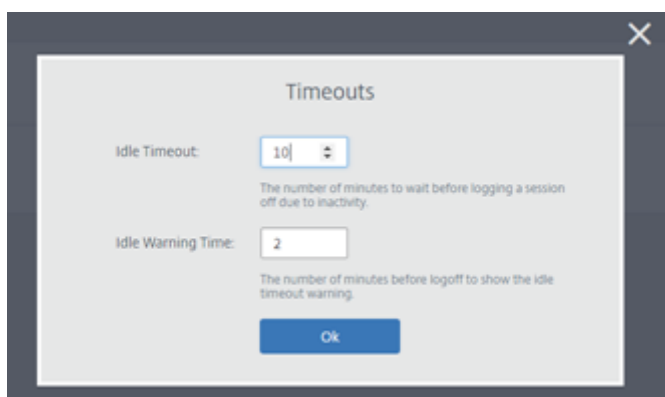 Timeouts
Idle Timeout:
10
The number of minutes to wait before logging a session
off due to inactivity.
Idle Warning Time:
2
The number of minutes before logoff to show the idle
timeout warning.
Ok